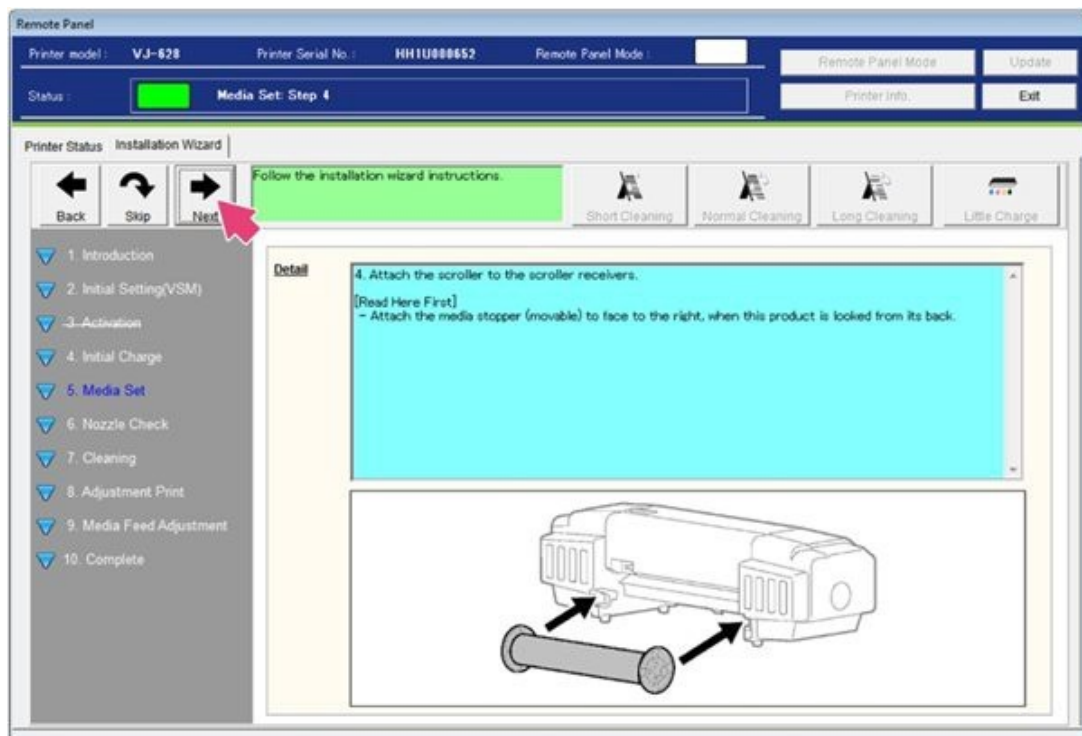 Remote Panel
Printer model : VJ-628 Printer Serial No. : HH1U000652 Remote Panel Mode :
Remote Panel Mode Update
Status : Media Set: Step 4
Printer Info. Exit
Printer Status Installation Wizard
Follow the installation wizard instructions.
Back Skip Next Short Cleaning Normal Cleaning Long Cleaning Little Charge
1. Introduction
2. Initial Setting(VSM)
3. Activation
4. Initial Charge
5. Media Set
6. Nozzle Check
7. Cleaning
8. Adjustment Print
9. Media Feed Adjustment
10. Complete
Detail
4. Attach the scroller to the scroller receivers.
[Read Here First]
- Attach the media stopper (movable) to face to the right, when this product is looked from its back.